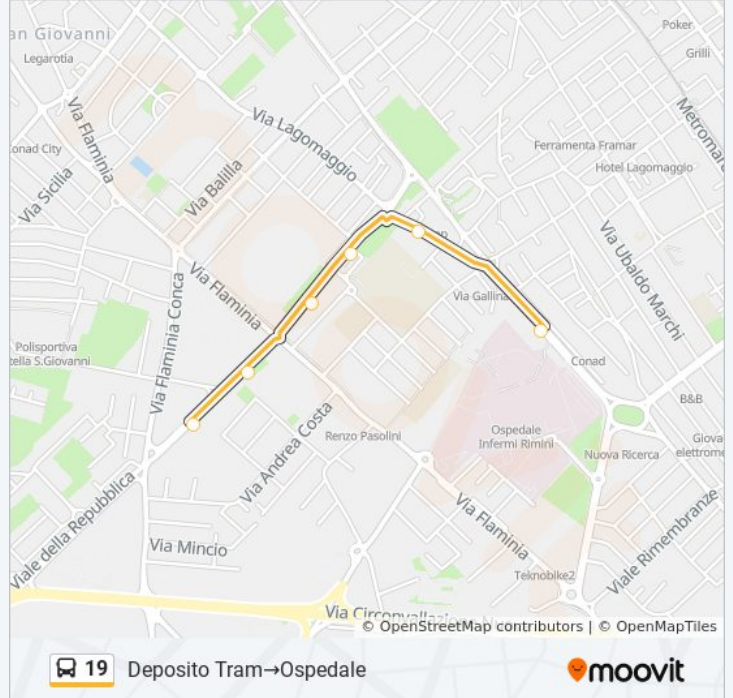 an Giovanni
Poker
Legarotia
Grilli
Via Flaminia
Via Lagomaggio
Metromar
onad City
Ferramenta Framar
Hotel Lagomaggio
Via Sicilia
Via Balilla
Via Ubaldo Marchi
Via Flaminia
Via Gallina
Via Flaminia Conca
Polisportiva
tella S.Giovanni
Conad
Via Andrea Costa
B&B
Renzo Pasolini
Ospedale
Infermi Rimini
Giova
elettrome
Nuova Ricerca
Viale della Repubblica
Via Flaminia
Viale Rimembranze
Via Mincio
Teknobike2
Via Circonvallazione
© OpenStreetMap contributors | © OpenMapTiles
19 Deposito Tram→Ospedale
moovit